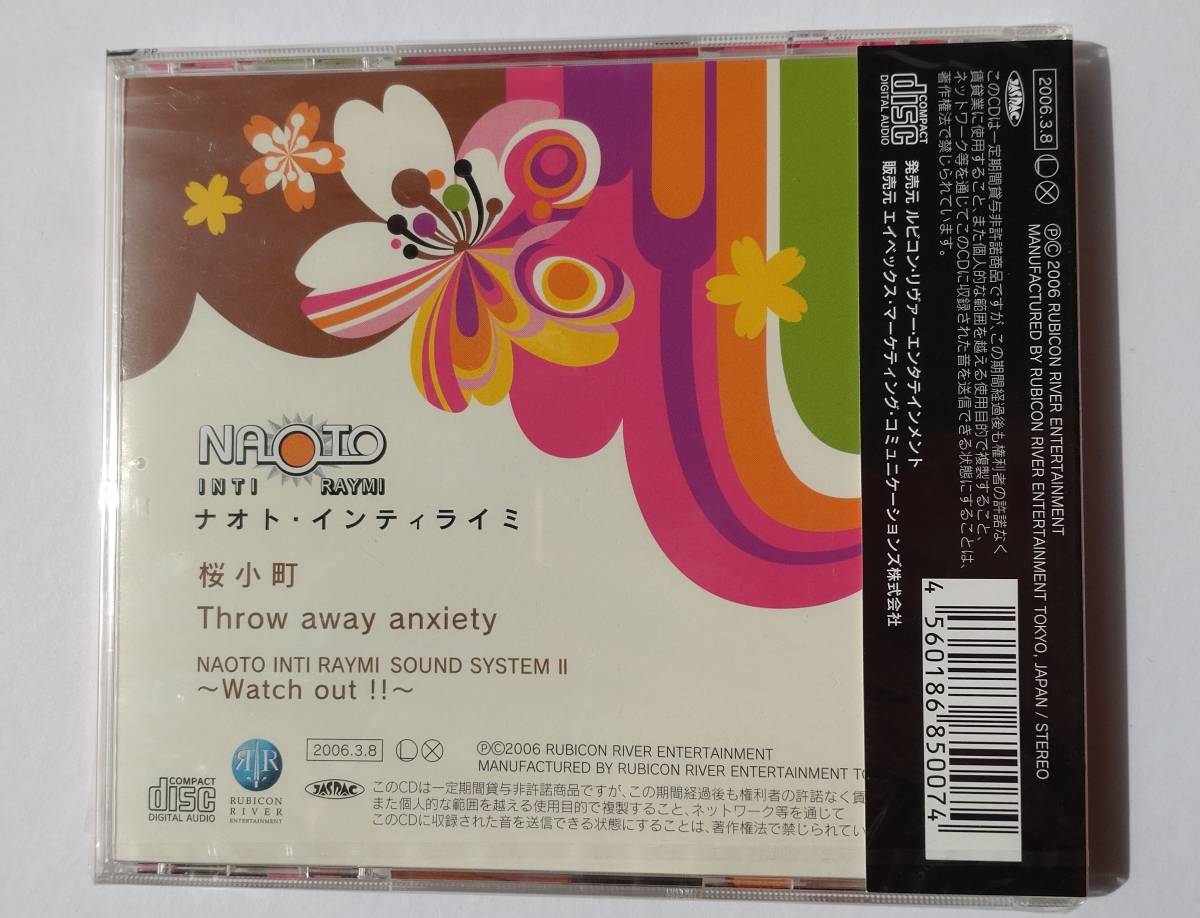 NAOTO
INTI RAYMI
ナオト・インティライミ
桜小町
Throw away anxiety
NAOTO INTI RAYMI SOUND SYSTEM II
～Watch out !!～
COMPACT
disc
DIGITAL AUDIO
RUBICON
RIVER
ENTERTAINMENT
2006.3.8 L X
ⓅⒸ2006 RUBICON RIVER ENTERTAINMENT
MANUFACTURED BY RUBICON RIVER ENTERTAINMENT TO
JASRAC
このCDは一定期間貸与非許諾商品ですが、この期間経過後も権利者の許諾なく賃
また個人的な範囲を越える使用目的で複製すること、ネットワーク等を通じて
このCDに収録された音を送信できる状態にすることは、著作権法で禁じられてい
2006.3.8 L X
ⓅⒸ 2006 RUBICON RIVER ENTERTAINMENT
MANUFACTURED BY RUBICON RIVER ENTERTAINMENT TOKYO, JAPAN / STEREO
JASRAC
このCDは一定期間貸与非許諾商品ですが、この期間経過後も権利者の許諾なく
賃貸業に使用すること、また個人的な範囲を越える使用目的で複製すること、
ネットワーク等を通じてこのCDに収録された音を送信できる状態にすることは、
著作権法で禁じられています。
COMPACT
disc
DIGITAL AUDIO
発売元 ルビコン・リヴァー・エンタテインメント
販売元 エイベックス・マーケティング・コミュニケーションズ株式会社
4 560186 850074